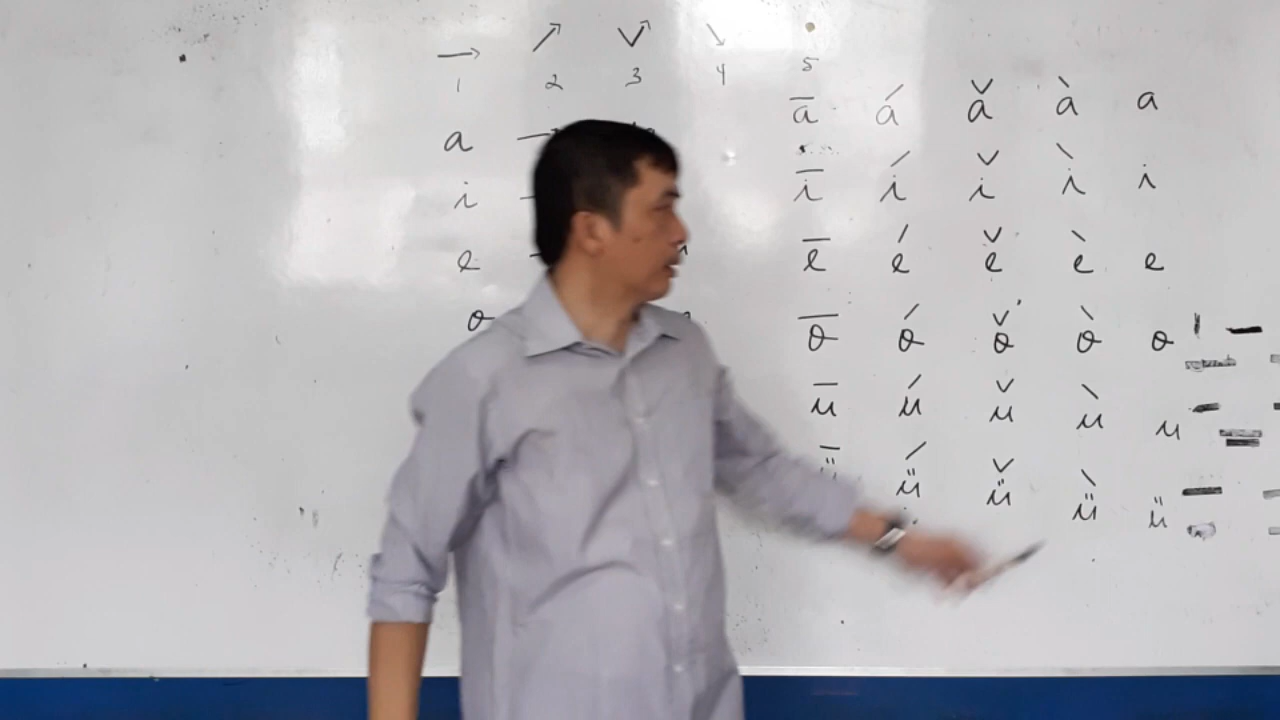 → ↗ ∨↗ ↘ •
1 2 3 4 5
ā á ǎ à a
a →
ī í ǐ ì i
i
ē é ě è e
e
ō ó ǒ ò o
o
ū ú ǔ ù u
ǖ ǘ ǚ ǜ ü